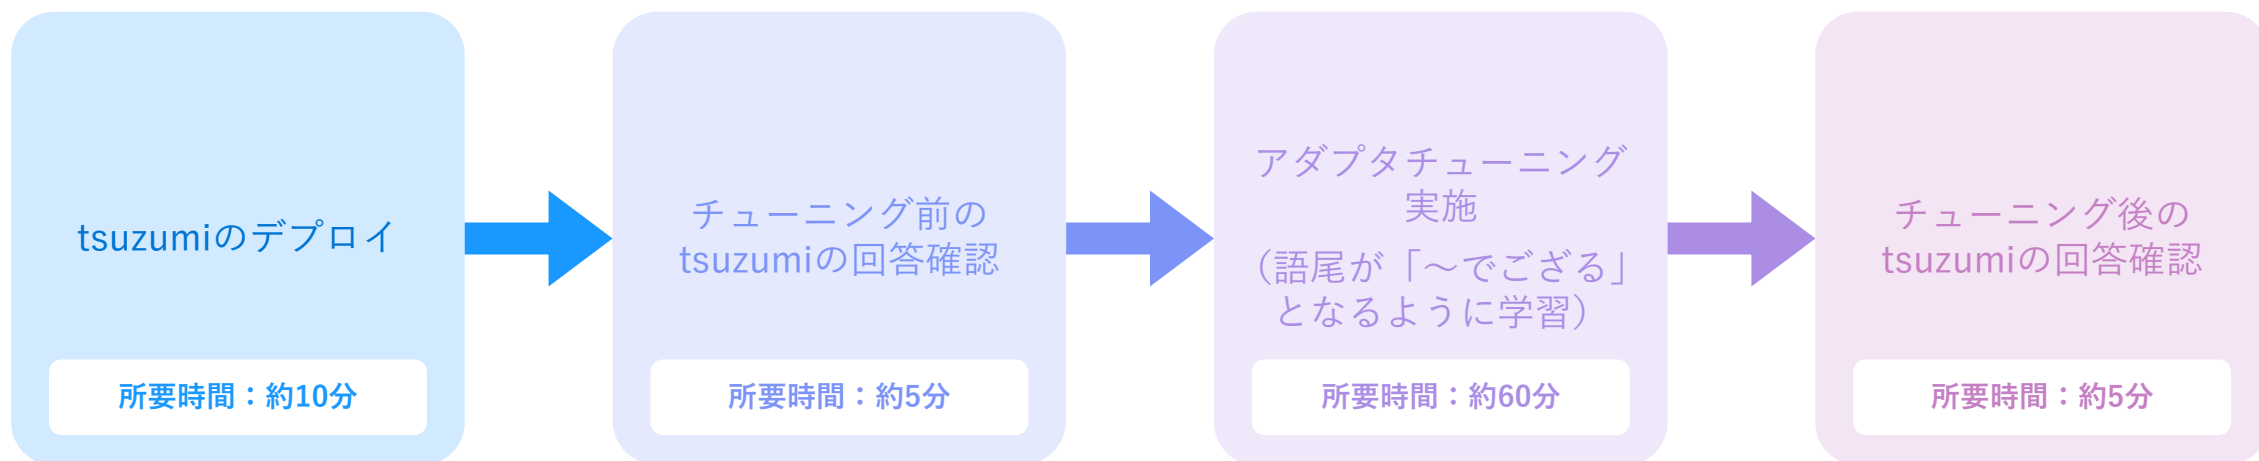 tsuzumiのデプロイ
所要時間：約10分
チューニング前の
tsuzumiの回答確認
所要時間：約5分
アダプタチューニング
実施
（語尾が「～でござる」
となるように学習）
所要時間：約60分
チューニング後の
tsuzumiの回答確認
所要時間：約5分